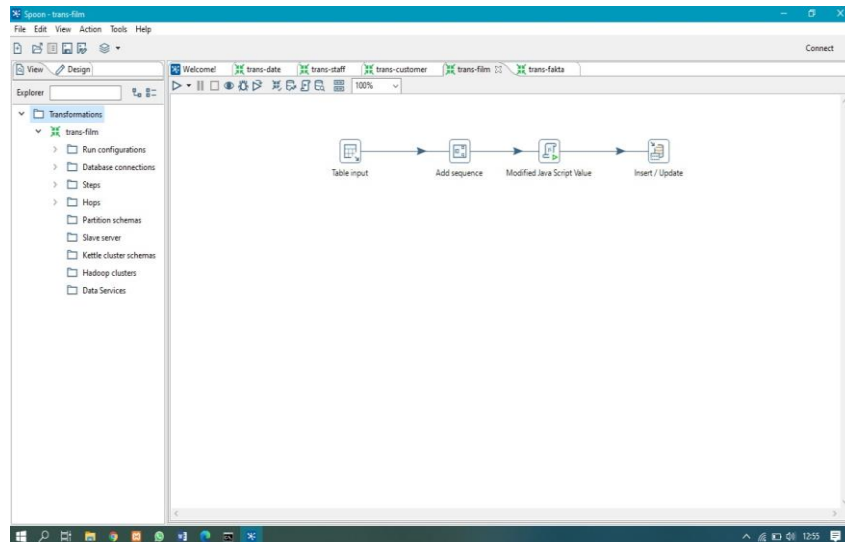 Spoon - trans-film
File Edit View Action Tools Help
Connect
View Design
Explorer
Transformations
trans-film
Run configurations
Database connections
Steps
Hops
Partition schemas
Slave server
Kettle cluster schemas
Hadoop clusters
Data Services
Welcome! trans-date trans-staff trans-customer trans-film trans-fakta
100%
Table input Add sequence Modified Java Script Value Insert / Update
12:55